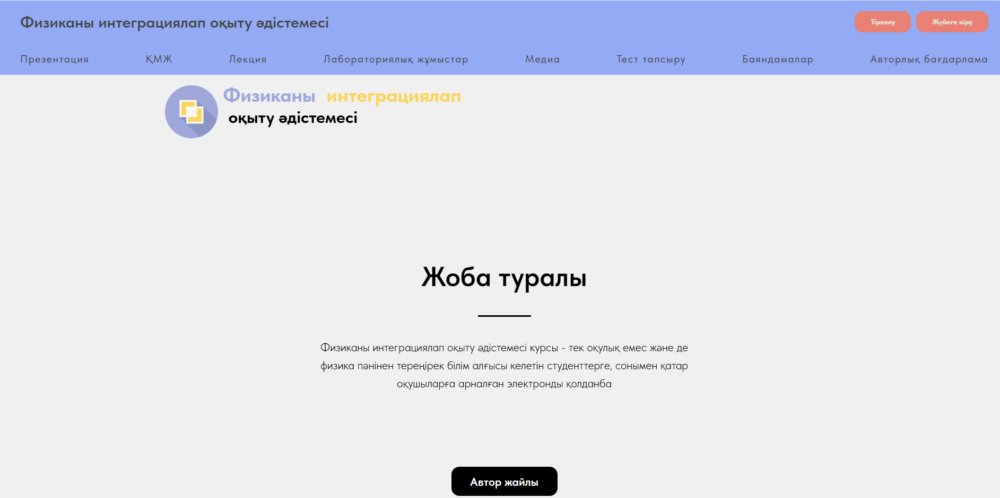 Физиканы интеграциялап оқыту әдістемесі
Тіркелу
Жүйеге кіру
Презентация
ҚМЖ
Лекция
Лабораториялық жұмыстар
Медиа
Тест тапсыру
Баяндамалар
Авторлық бағдарлама
Физиканы интеграциялап
оқыту әдістемесі
Жоба туралы
Физиканы интеграциялап оқыту әдістемесі курсы - тек оқулық емес және де
физика пәнінен тереңірек білім алғысы келетін студенттерге, сонымен қатар
оқушыларға арналған электронды қолданба
Автор жайлы